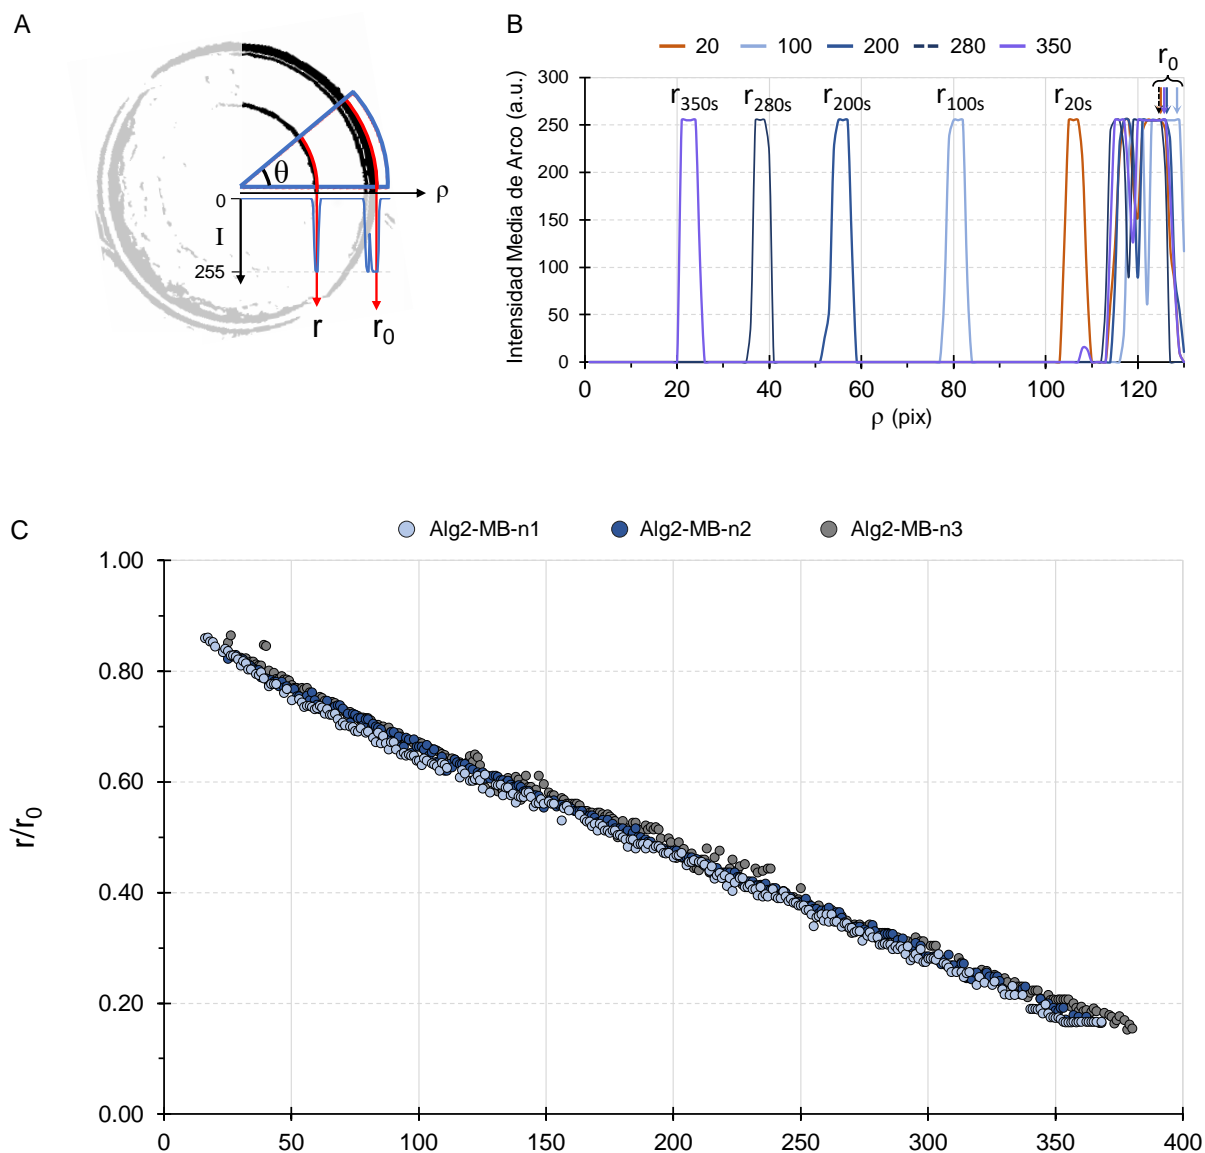 A
θ
ρ
0
I
255
r
r0
B
20 100 200 280 350
r0
r350s r280s r200s r100s r20s
Intensidad Media de Arco (a.u.)
300
250
200
150
100
50
0
0 20 40 60 80 100 120
ρ (pix)
C
Alg2-MB-n1 Alg2-MB-n2 Alg2-MB-n3
r/r0
1.00
0.80
0.60
0.40
0.20
0.00
0 50 100 150 200 250 300 350 400